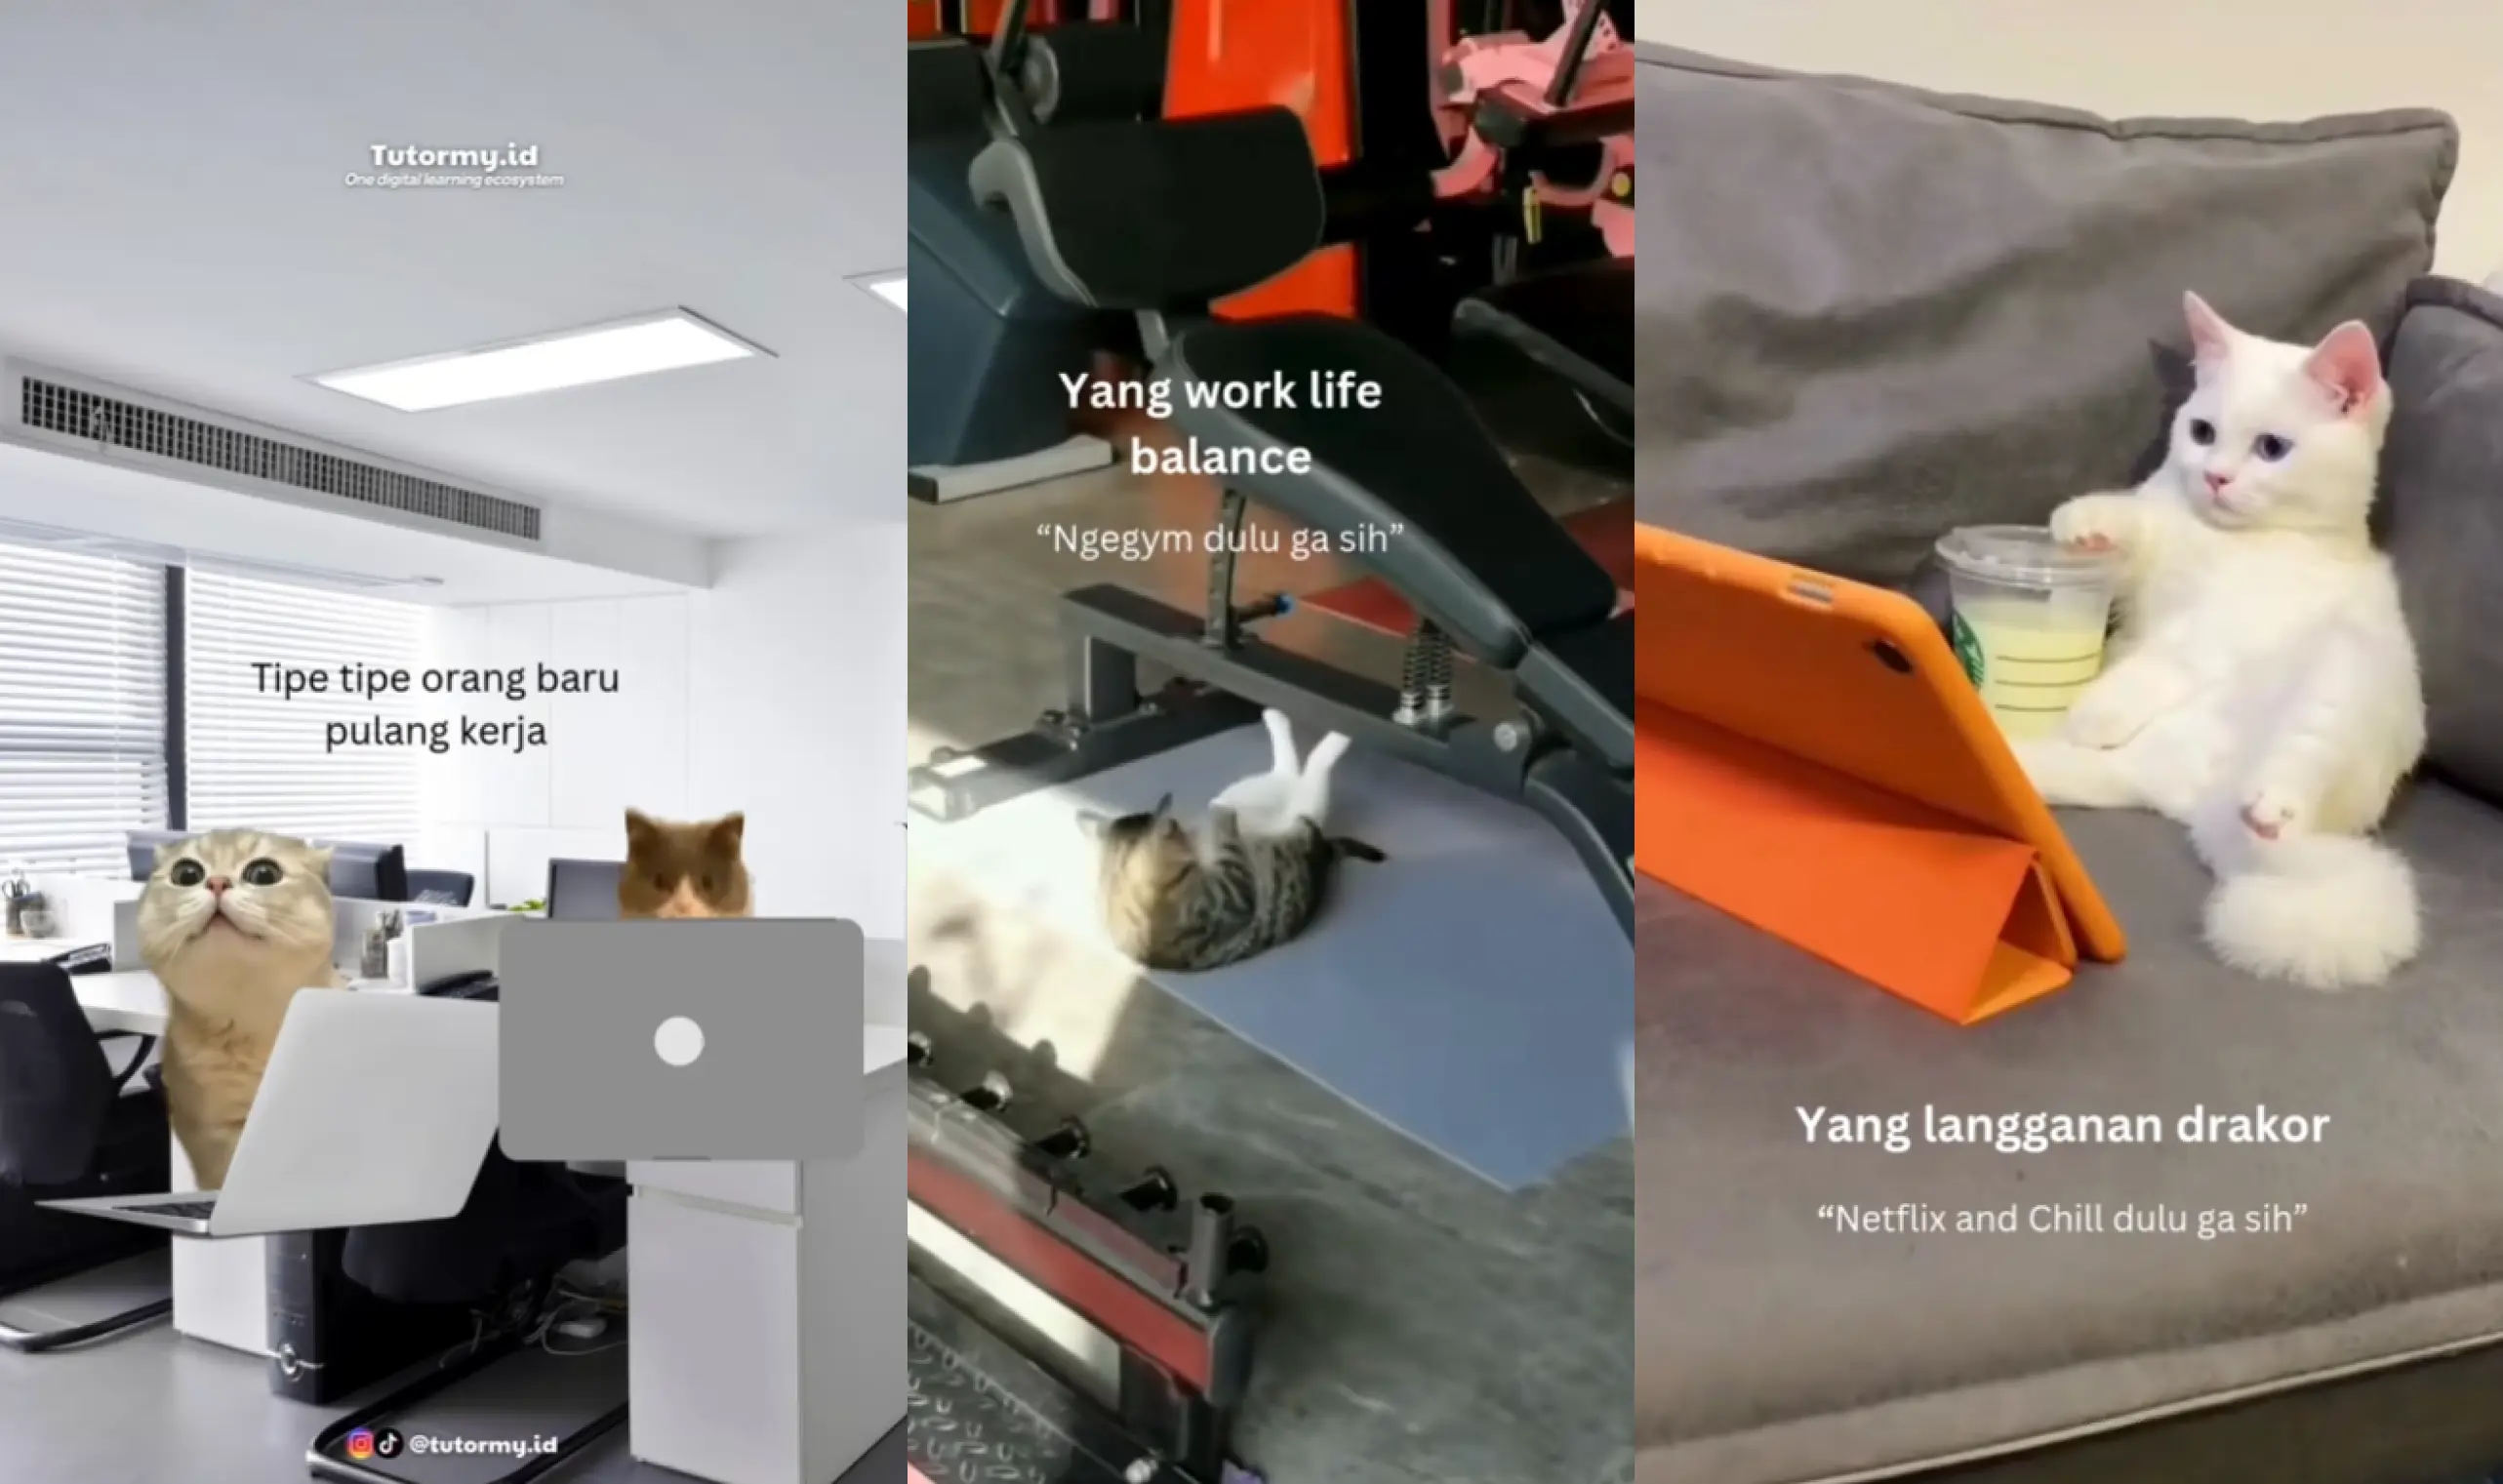 Tutormy.id
One digital learning ecosystem
Tipe tipe orang baru
pulang kerja
@tutormy.id
Yang work life
balance
“Ngegym dulu ga sih”
Yang langganan drakor
“Netflix and Chill dulu ga sih”